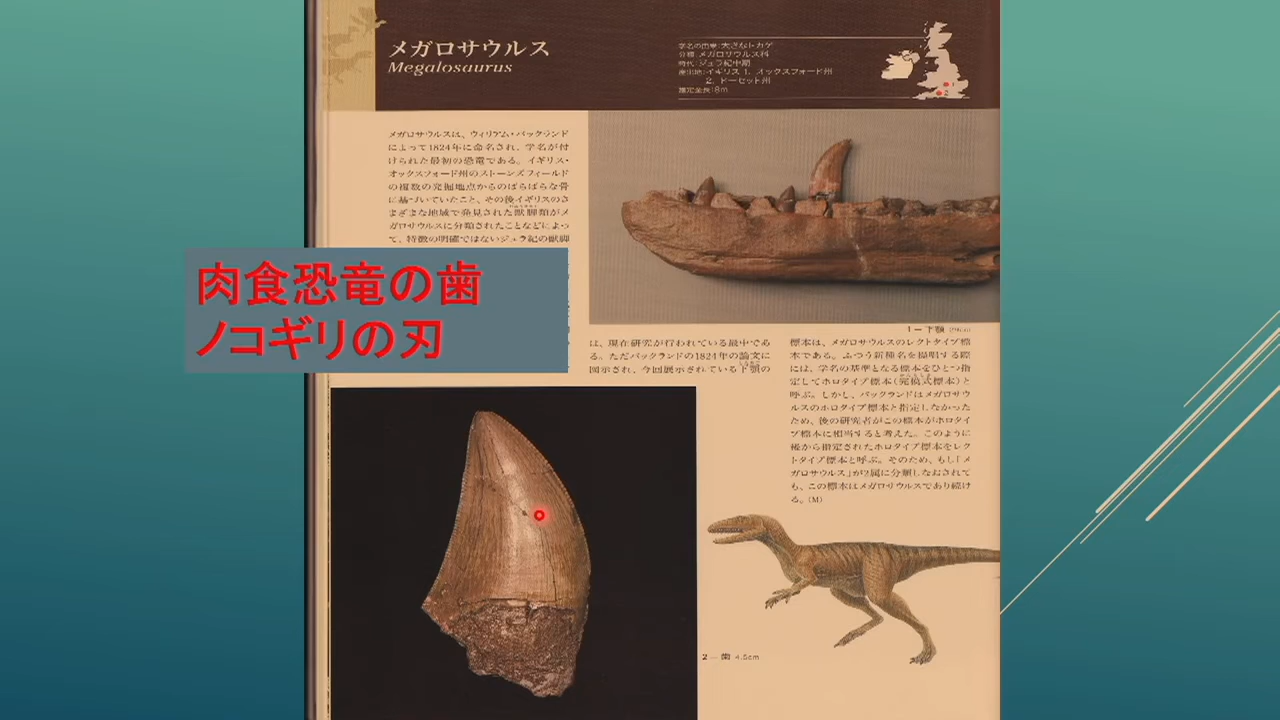 メガロサウルス
Megalosaurus
学名の由来:大きなトカゲ
分類:メガロサウルス科
時代:ジュラ紀中期
産出地:イギリス 1. オックスフォード州
2. ドーセット州
復元全長:8m
メガロサウルスは、ウィリアム・バックランド
によって1824年に命名され、学名が付
けられた最初の恐竜である。イギリス・
オックスフォード州のストーンズフィールド
の複数の発掘地点からのばらばらな骨
に基づいていたこと、その後イギリスのさ
まざまな地域で発見された獣脚類がメ
ガロサウルスに分類されたことなどによっ
て、特徴の明確ではないジュラ紀の獣脚
肉食恐竜の歯
ノコギリの刃
は、現在研究が行われている最中であ
る。ただバックランドの1824年の論文に
図示され、今回展示されている下顎の
1 — 下顎
標本は、メガロサウルスのレクトタイプ標
本である。ふつう新種名を提唱する際
には、学名の基準となる標本をひとつ指
定してホロタイプ標本(完模式標本)と
呼ぶ。しかし、バックランドはメガロサウ
ルスのホロタイプ標本と指定しなかった
ため、後の研究者がこの標本がホロタイ
プ標本に相当すると考えた。このように
後から指定されたホロタイプ標本をレク
トタイプ標本と呼ぶ。そのため、もし「メ
ガロサウルス」が2属に分類しなおされて
も、この標本はメガロサウルスであり続け
る。(M)
2 — 歯 4.5cm